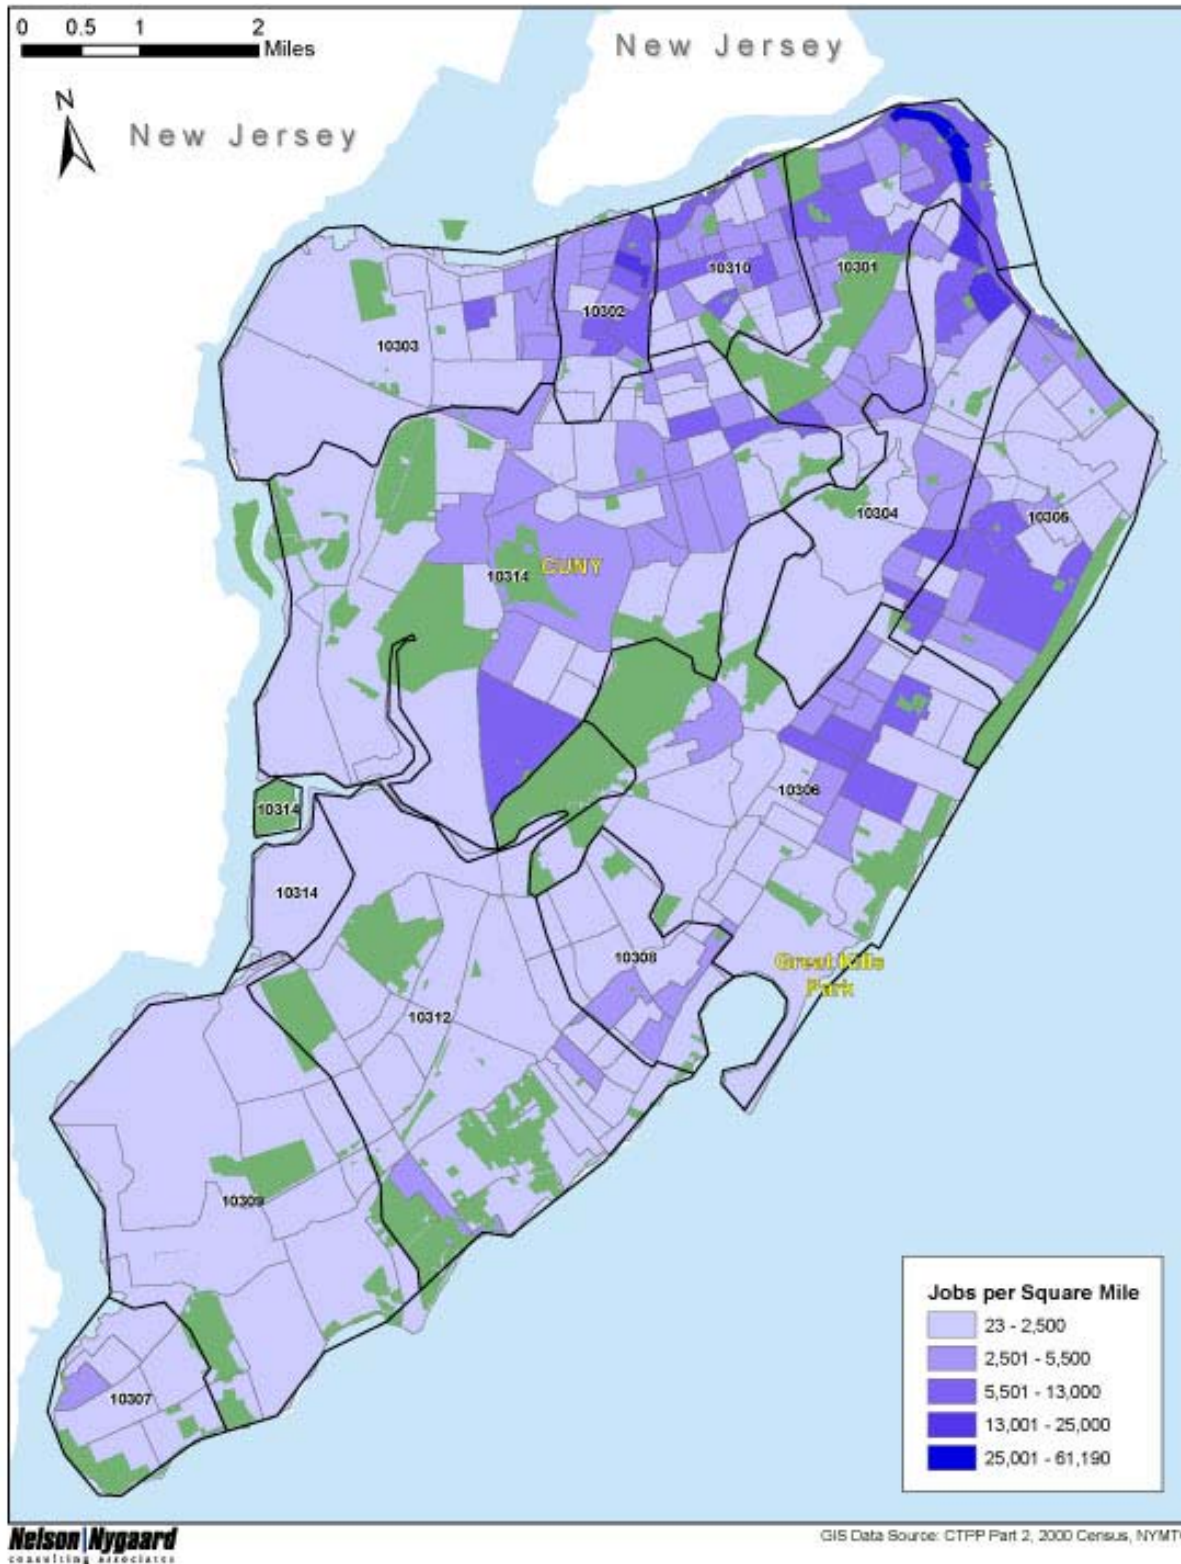 0 0.5 1 2
Miles
New Jersey
N
New Jersey
10301
10310
10302
10303
10304
10305
CUNY
10314
10306
10314
10314
10308
Great Kills
Park
10312
10309
10307
Jobs per Square Mile
23 - 2,500
2,501 - 5,500
5,501 - 13,000
13,001 - 25,000
25,001 - 61,190
Nelson|Nygaard
consulting associates
GIS Data Source: CTPP Part 2, 2000 Census,